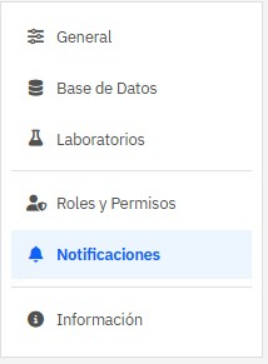 General
Base de Datos
Laboratorios
Roles y Permisos
Notificaciones
Información